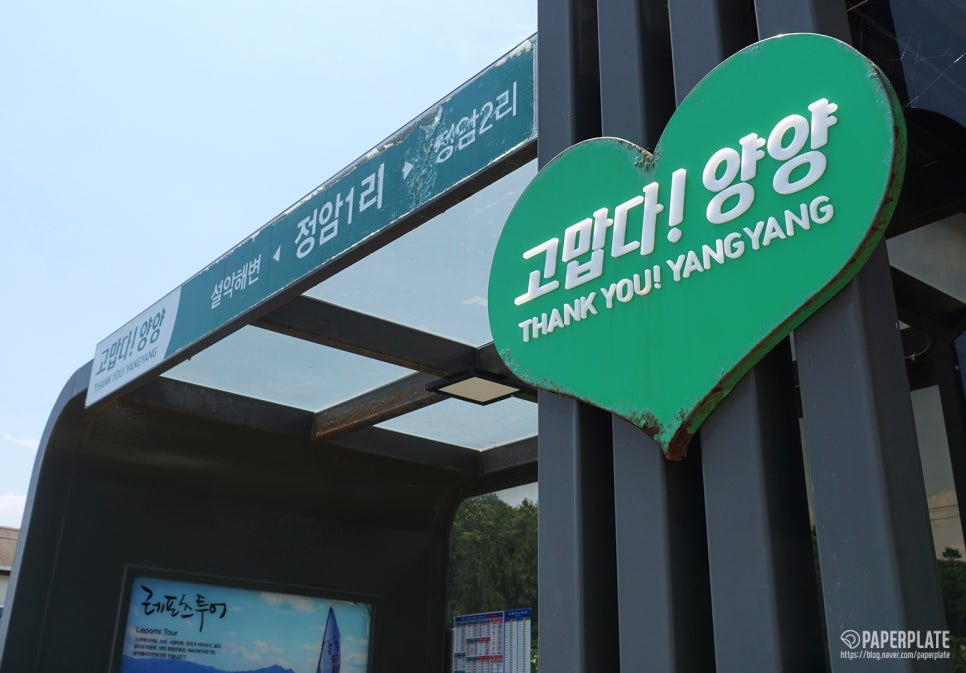 고맙다! 양양
THANK YOU! YANGYANG
설악해변 ◀ 정암1리 ▶ 정암2리
고맙다! 양양
THANK YOU! YANGYANG
레포츠투어
Leports Tour
PAPERPLATE
https://blog.naver.com/paperplate